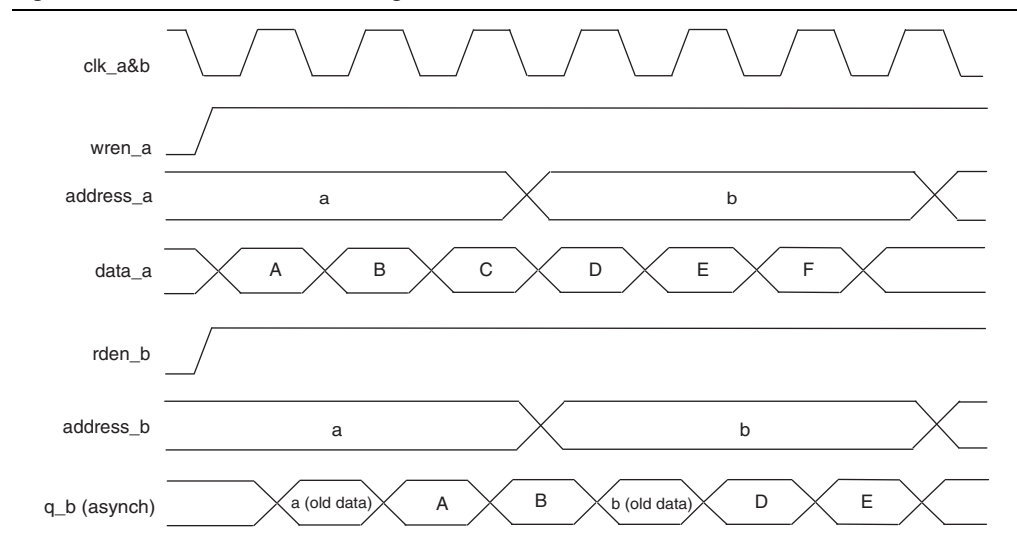 clk_a&b
wren_a
address_a a b
data_a A B C D E F
rden_b
address_b a b
q_b (asynch) a (old data) A B b (old data) D E